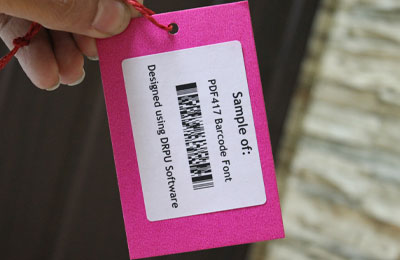 Sample of:
PDF417 Barcode Font
Designed using DRPU Software